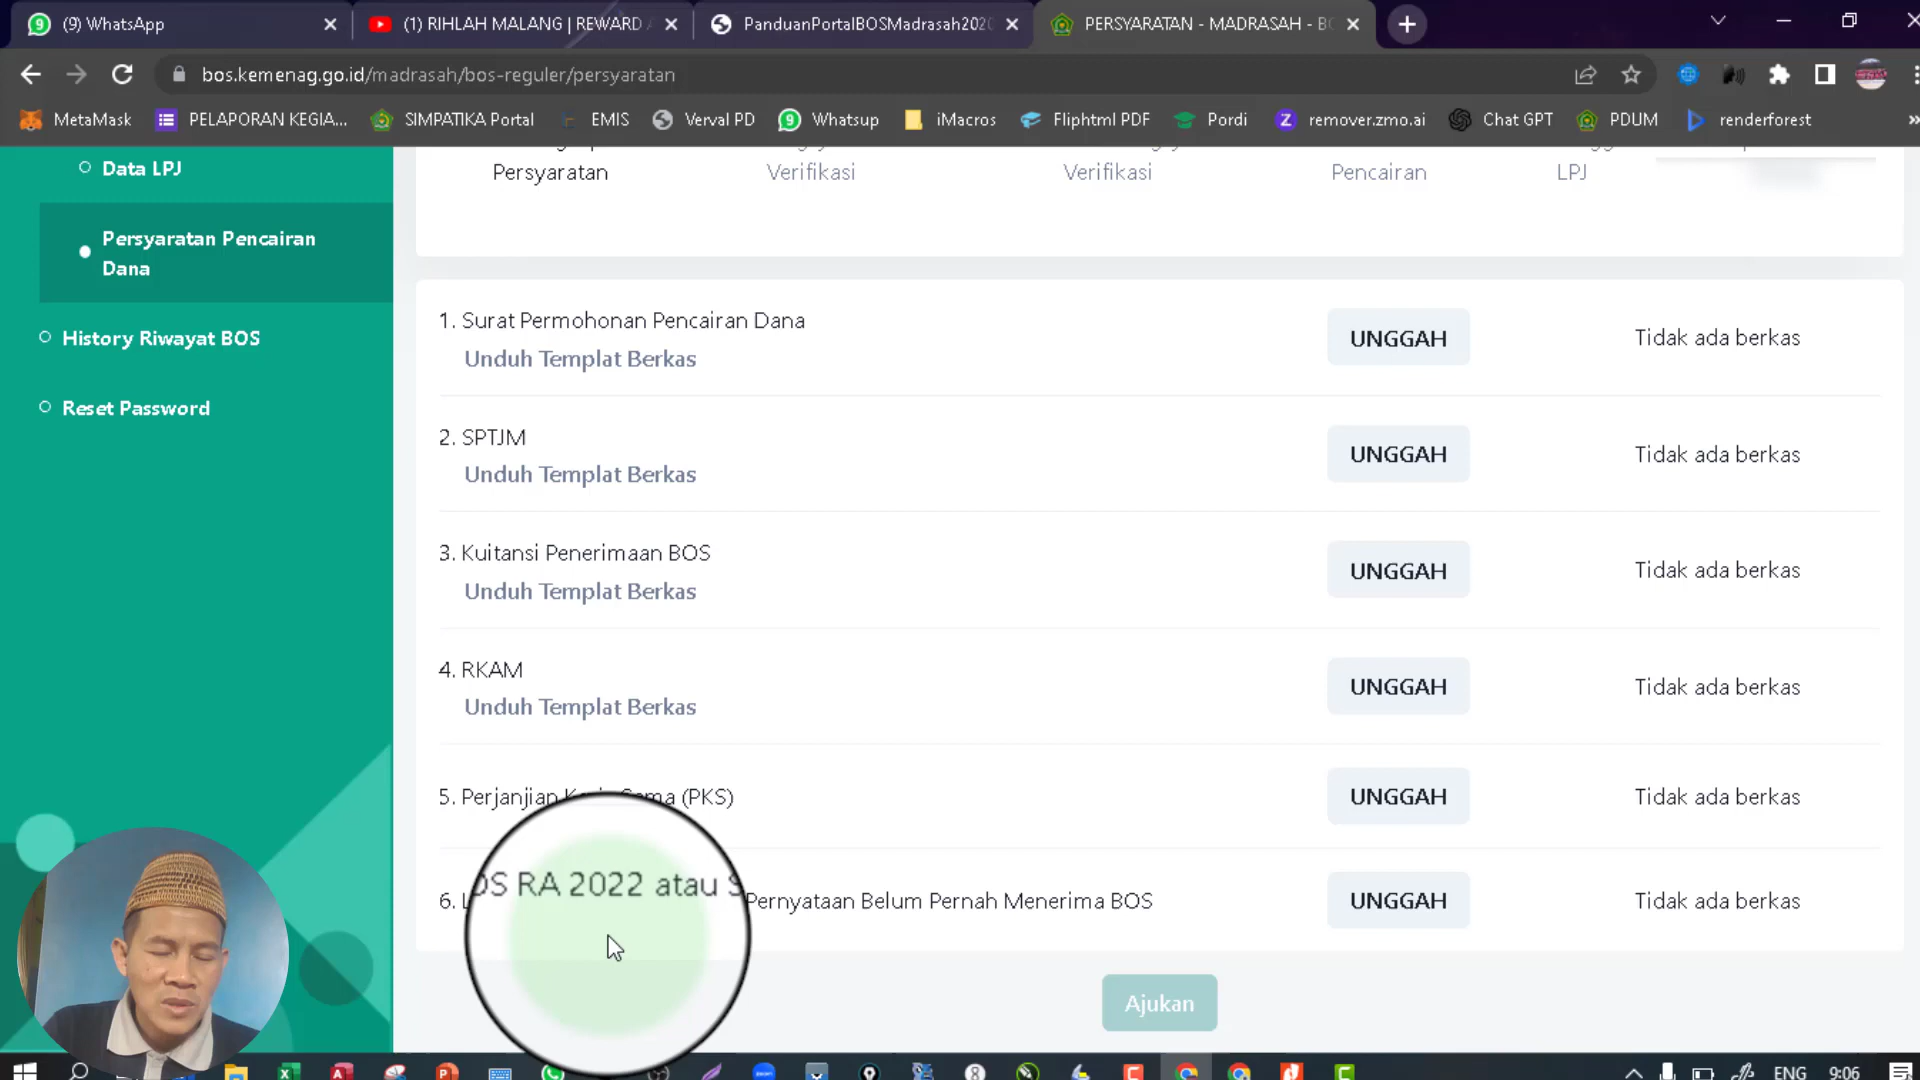 (9) WhatsApp
(1) RIHLAH MALANG | REWARD
PanduanPortalBOSMadrasah202
PERSYARATAN - MADRASAH - B
bos.kemenag.go.id/madrasah/bos-reguler/persyaratan
MetaMask
PELAPORAN KEGIA...
SIMPATIKA Portal
EMIS
Verval PD
Whatsup
iMacros
Fliphtml PDF
Pordi
remover.zmo.ai
Chat GPT
PDUM
renderforest
»
Data LPJ
Persyaratan Pencairan
Dana
History Riwayat BOS
Reset Password
Persyaratan
Verifikasi
Verifikasi
Pencairan
LPJ
1. Surat Permohonan Pencairan Dana
Unduh Templat Berkas
UNGGAH
Tidak ada berkas
2. SPTJM
Unduh Templat Berkas
UNGGAH
Tidak ada berkas
3. Kuitansi Penerimaan BOS
Unduh Templat Berkas
UNGGAH
Tidak ada berkas
4. RKAM
Unduh Templat Berkas
UNGGAH
Tidak ada berkas
5. Perjanjian (PKS)
UNGGAH
Tidak ada berkas
6. OS RA 2022 atau S Pernyataan Belum Pernah Menerima BOS
UNGGAH
Tidak ada berkas
Ajukan
ENG
9:06